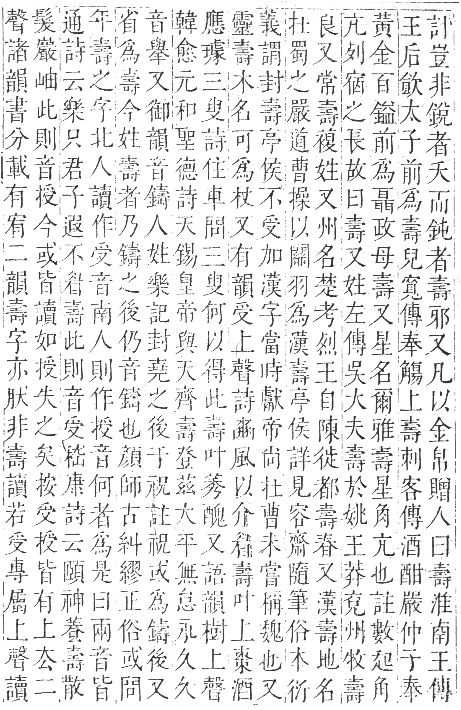 計豈非銳者夭而鈍者壽邪又凡以金帛贈人曰壽淮南王傳
王后歙太子前爲壽兒寬傳奉觴上壽刺客傳酒酣嚴仲子奉
黃金百鎰前爲聶政母壽又星名爾雅壽星角亢也註數起角
亢列宿之長故曰壽又姓左傳吳大夫壽於姚王莽兗州牧壽
良又常壽複姓又州名楚考烈王自陳徙都壽春又漢壽地名
在蜀之嚴道曹操以關羽爲漢壽亭侯詳見容齋隨筆俗本衍
義謂封壽亭侯不受加漢字當時獻帝尚在曹未嘗稱魏也又
靈壽木名可爲杖又有韻受上聲詩豳風以介眉壽叶上棗酒
應璩三叟詩住車問三叟何以得此壽叶莠醜又語韻樹上聲
韓愈元和聖德詩天錫皇帝與天齊壽登茲太平無怠永久久
音舉又御韻音鑄人姓樂記封堯之後于祝註祝或爲鑄後又
省爲壽今姓壽者乃鑄之後仍音鑄也顔師古糾繆正俗或問
年壽之字北人讀作受音南人則作授音何者爲是曰兩音皆
通詩云樂只君子遐不眉壽此則音受嵇康詩云頤神養壽散
髮嚴岫此則音授今或皆讀如授失之矣按受授皆有上去二
聲諸韻書分載有宥二韻壽字亦肰非壽讀若受專屬上聲讀